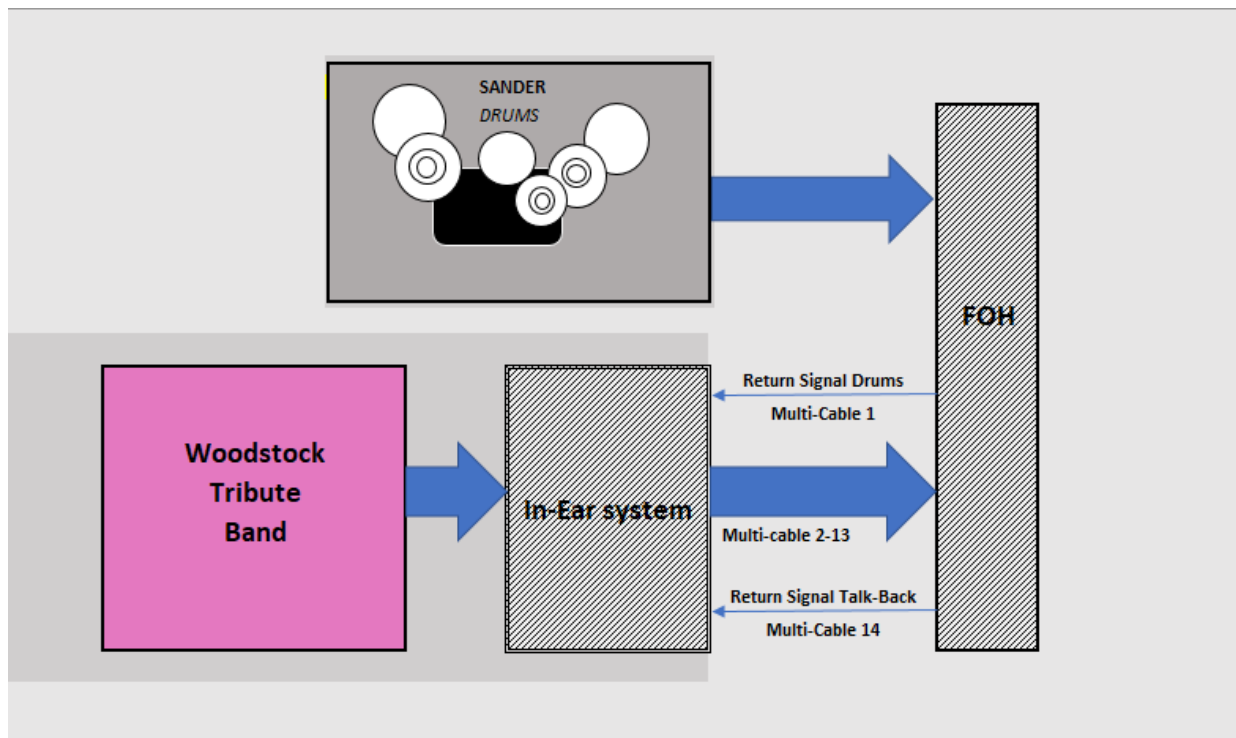 SANDER
DRUMS
FOH
Return Signal Drums
Multi-Cable 1
Woodstock
Tribute
Band
In-Ear system
Multi-cable 2-13
Return Signal Talk-Back
Multi-Cable 14